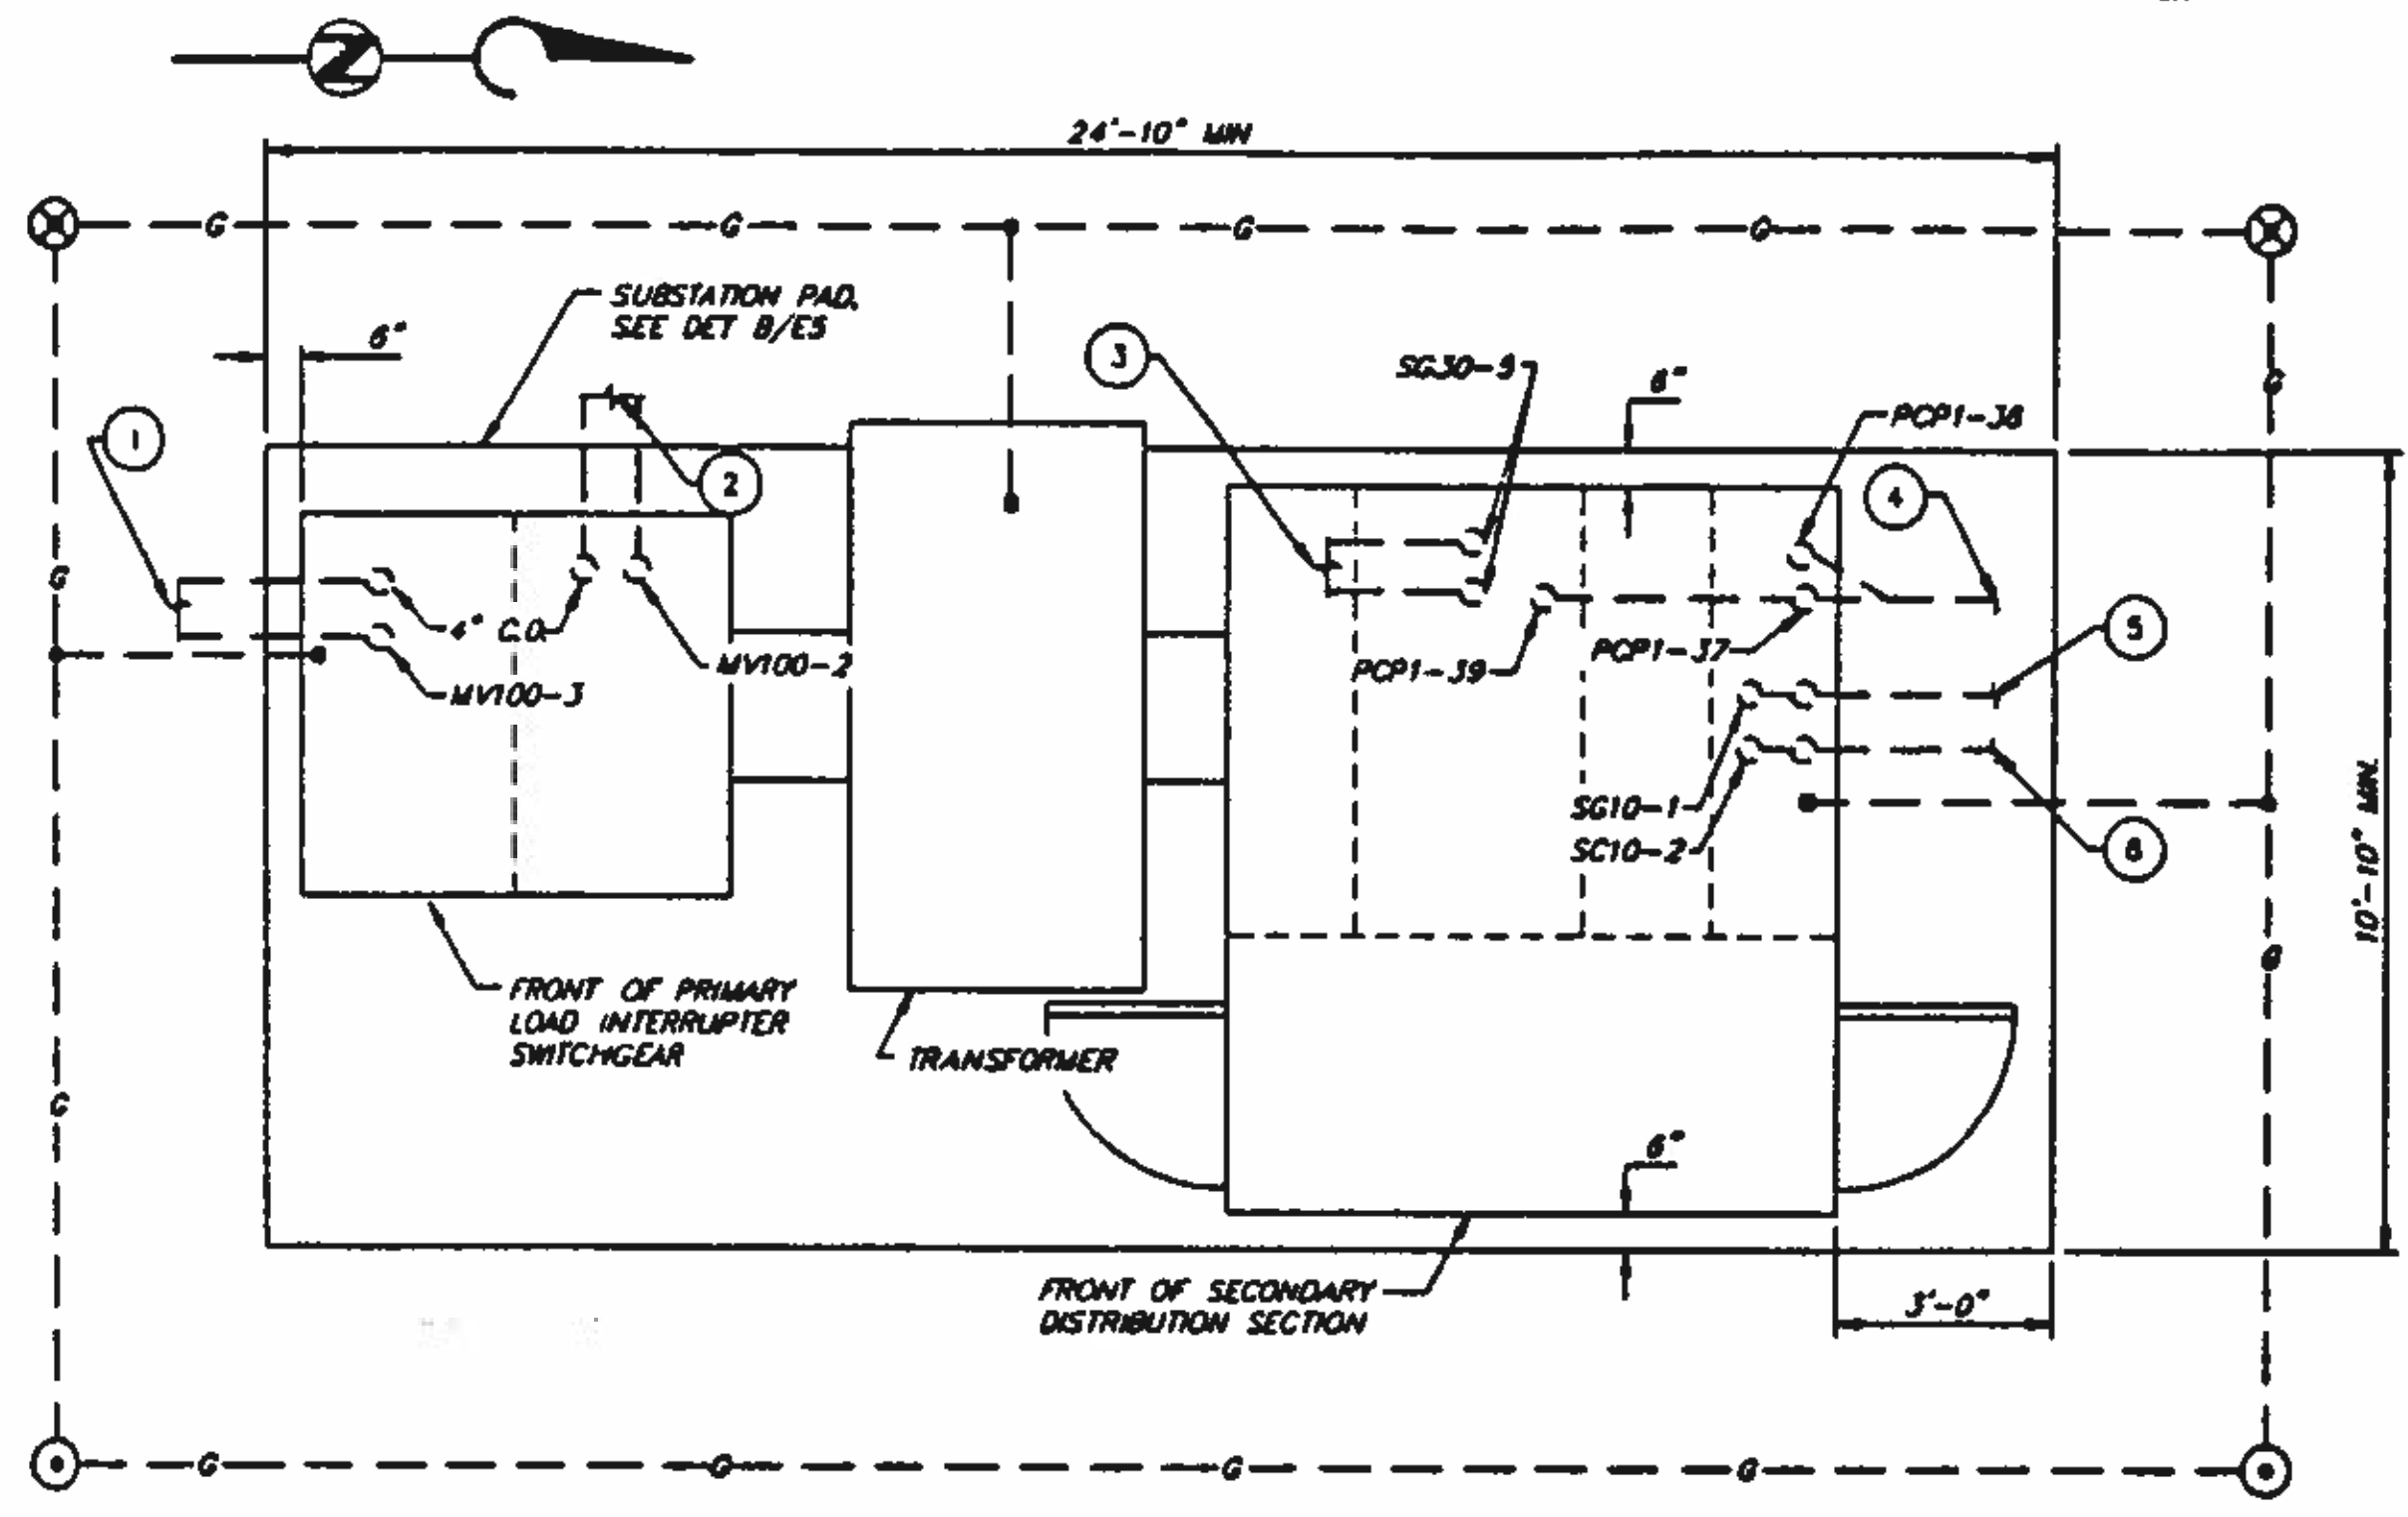 Z
24'-10" MIN
G G G G
SUBSTATION PAD,
SEE DET B/E5
6"
3
SG30-9
6"
PCP1-38
G
1
2
4
G
4" C.O.
MV100-2
MV100-3
PCP1-39
PCP1-37
5
SG10-1
SG10-2
6
10'-10" MIN.
G
FRONT OF PRIMARY
LOAD INTERRUPTER
SWITCHGEAR
TRANSFORMER
G
6"
FRONT OF SECONDARY
DISTRIBUTION SECTION
3'-0"
G G G G